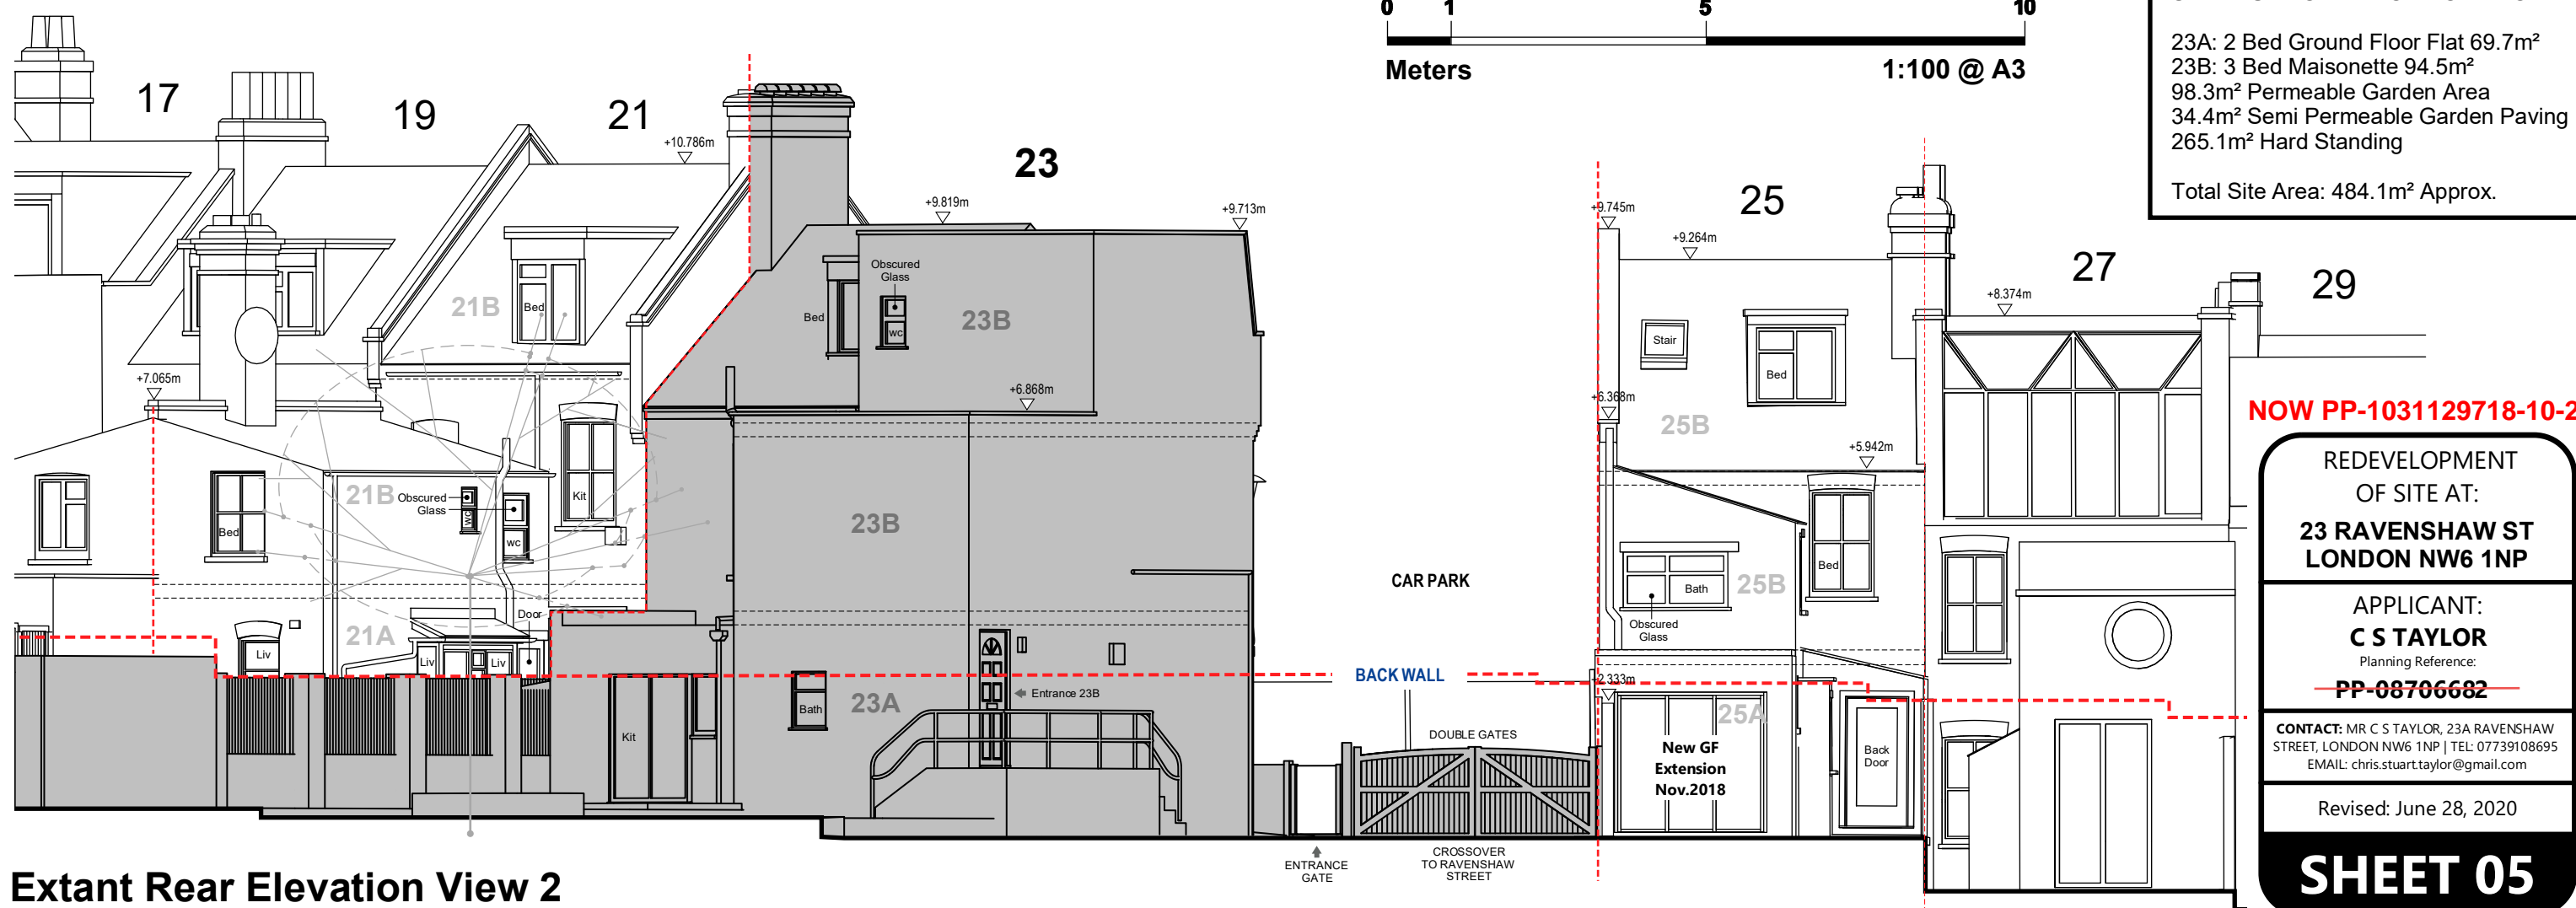 0 1 5 10
Meters 1:100 @ A3
23A: 2 Bed Ground Floor Flat 69.7m²
23B: 3 Bed Maisonette 94.5m²
98.3m² Permeable Garden Area
34.4m² Semi Permeable Garden Paving
265.1m² Hard Standing
Total Site Area: 484.1m² Approx.
17
19
21
23
25
27
29
+10.786m
+9.819m
+9.713m
+9.745m
+9.264m
+8.374m
+7.065m
+6.868m
+6.368m
+5.942m
+2.333m
21B
Bed
Obscured
Glass
Bed
WC
23B
Stair
Bed
25B
Bed
21B
Obscured
Glass
WC
WC
Kit
23B
21A
Door
Liv
Liv
Liv
Kit
Bath
23A
Entrance 23B
CAR PARK
BACK WALL
DOUBLE GATES
ENTRANCE
GATE
CROSSOVER
TO RAVENSHAW
STREET
Bath
25B
Obscured
Glass
Bed
25A
New GF
Extension
Nov.2018
Back
Door
NOW PP-1031129718-10-2
REDEVELOPMENT
OF SITE AT:
23 RAVENSHAW ST
LONDON NW6 1NP
APPLICANT:
C S TAYLOR
Planning Reference:
PP-08706682
CONTACT: MR C S TAYLOR, 23A RAVENSHAW
STREET, LONDON NW6 1NP | TEL: 07739108695
EMAIL: chris.stuart.taylor@gmail.com
Revised: June 28, 2020
SHEET 05
Extant Rear Elevation View 2